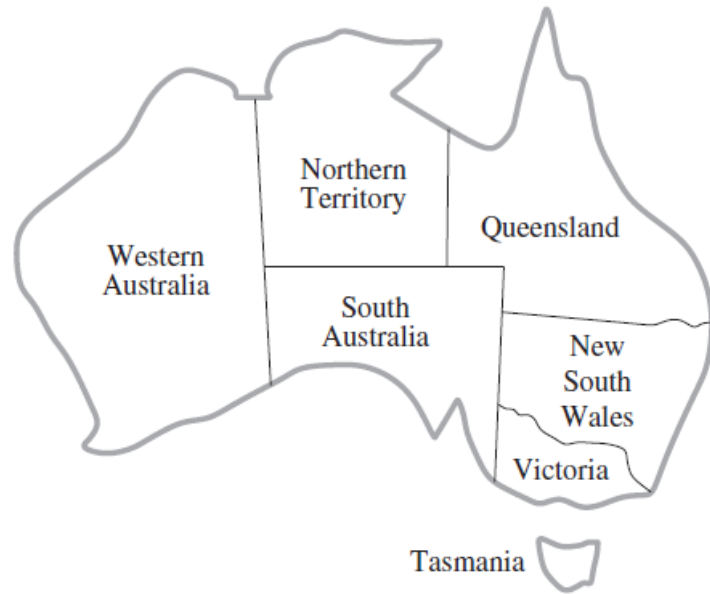 Northern
Territory
Queensland
Western
Australia
South
Australia
New
South
Wales
Victoria
Tasmania